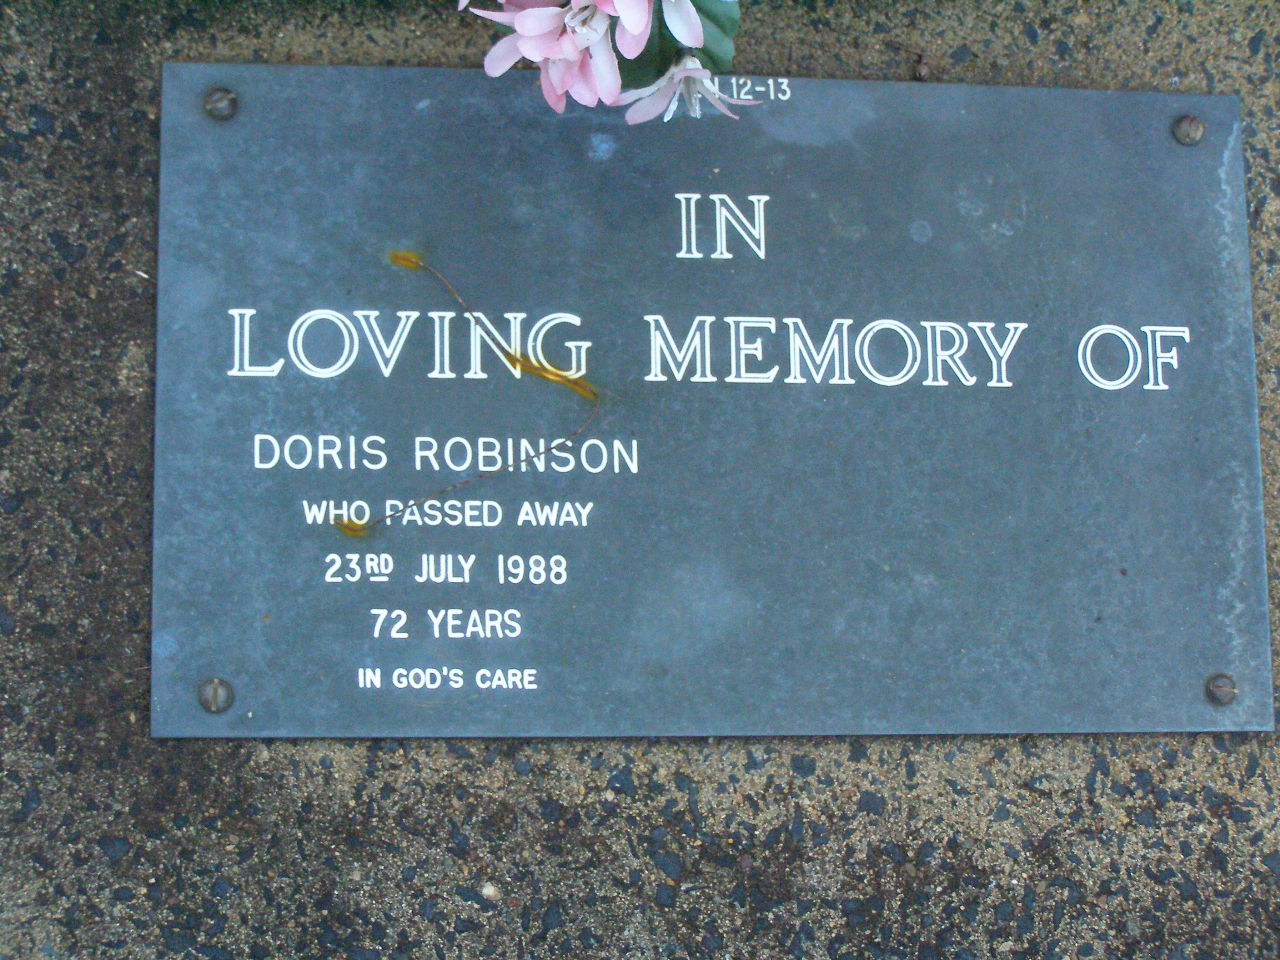 12-13
IN
LOVING MEMORY OF
DORIS ROBINSON
WHO PASSED AWAY
23RD JULY 1988
72 YEARS
IN GOD'S CARE